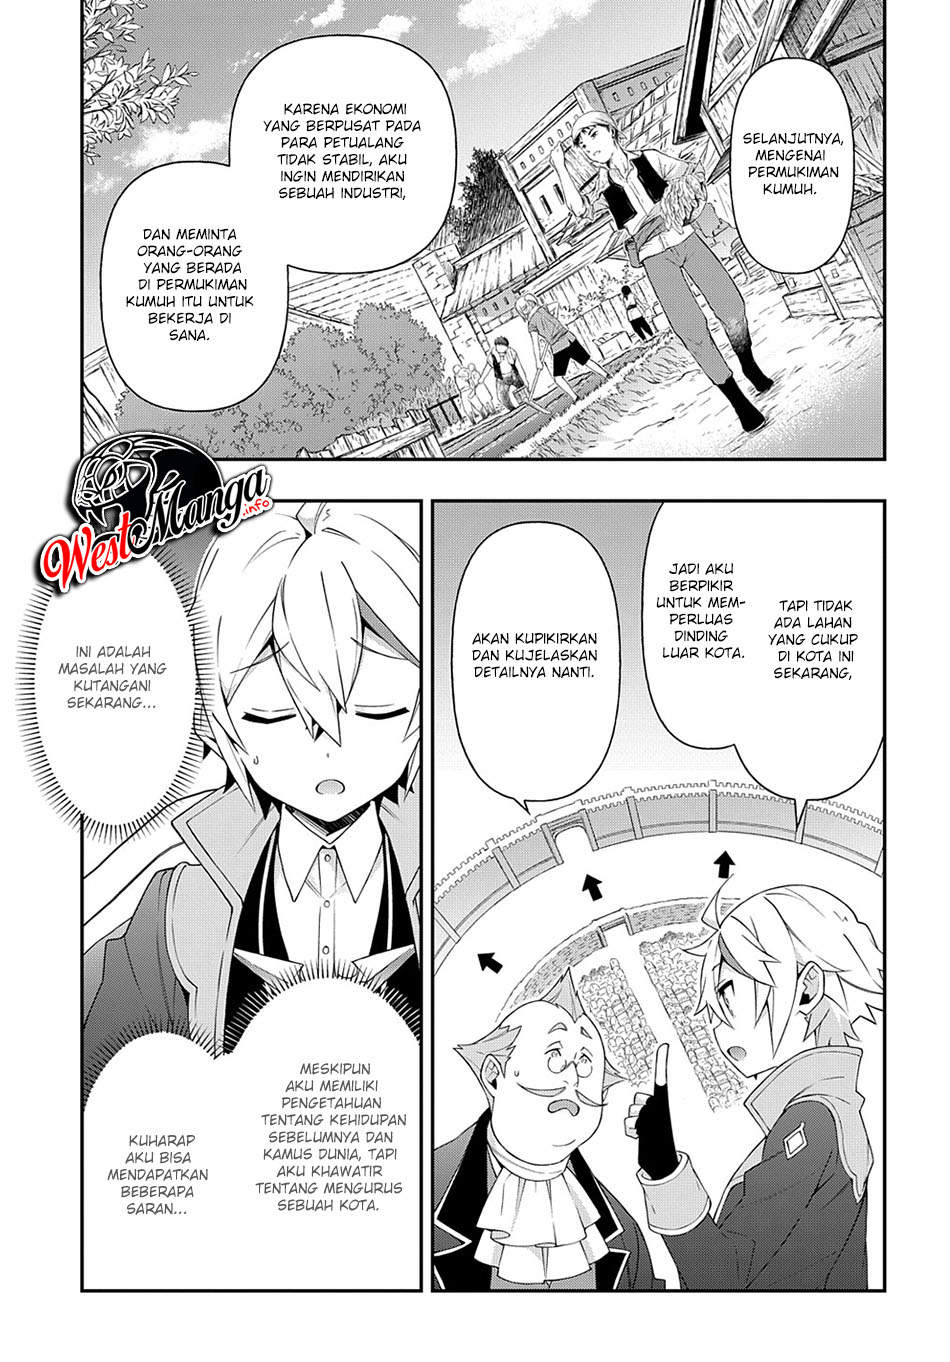 SELANJUTNYA,
MENGENAI
PERMUKIMAN
KUMUH.
KARENA EKONOMI
YANG BERPUSAT PADA
PARA PETUALANG
TIDAK STABIL, AKU
INGIN MENDIRIKAN
SEBUAH INDUSTRI,
DAN MEMINTA
ORANG-ORANG
YANG BERADA
DI PERMUKIMAN
KUMUH ITU UNTUK
BEKERJA DI
SANA.
TAPI TIDAK
ADA LAHAN
YANG CUKUP
DI KOTA INI
SEKARANG,
JADI AKU
BERPIKIR
UNTUK MEM-
PERLUAS
DINDING
LUAR KOTA.
AKAN KUPIKIRKAN
DAN KUJELASKAN
DETAILNYA NANTI.
WestManga
.info
INI ADALAH
MASALAH YANG
KUTANGANI
SEKARANG...
MESKIPUN
AKU MEMILIKI
PENGETAHUAN
TENTANG KEHIDUPAN
SEBELUMNYA DAN
KAMUS DUNIA, TAPI
AKU KHAWATIR
TENTANG MENGURUS
SEBUAH KOTA.
KUHARAP
AKU BISA
MENDAPATKAN
BEBERAPA
SARAN...